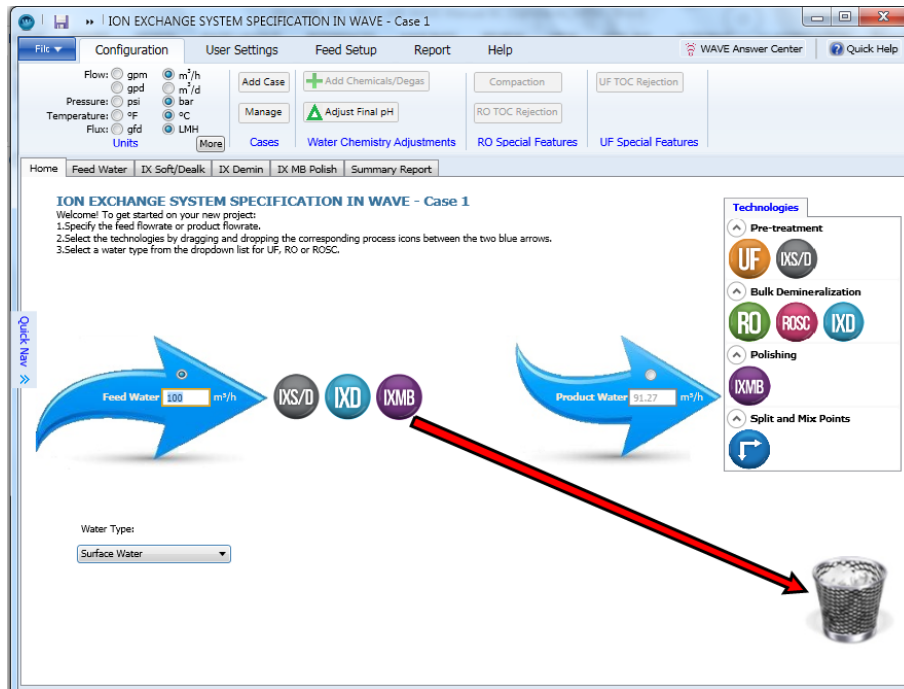 ION EXCHANGE SYSTEM SPECIFICATION IN WAVE - Case 1
File Configuration User Settings Feed Setup Report Help WAVE Answer Center Quick Help
Flow: gpm m³/h
gpd m³/d
Pressure: psi bar
Temperature: °F °C
Flux: gfd LMH
Units More
Add Case
Manage
Cases
Add Chemicals/Degas
Adjust Final pH
Water Chemistry Adjustments
Compaction
RO TOC Rejection
RO Special Features
UF TOC Rejection
UF Special Features
Home Feed Water IX Soft/Dealk IX Demin IX MB Polish Summary Report
ION EXCHANGE SYSTEM SPECIFICATION IN WAVE - Case 1
Welcome! To get started on your new project:
1.Specify the feed flowrate or product flowrate.
2.Select the technologies by dragging and dropping the corresponding process icons between the two blue arrows.
3.Select a water type from the dropdown list for UF, RO or ROSC.
Quick Nav
Feed Water 100 m³/h
IXS/D IXD IXMB
Product Water 91.27 m³/h
Technologies
Pre-treatment
UF IXS/D
Bulk Demineralization
RO ROSC IXD
Polishing
IXMB
Split and Mix Points
Water Type:
Surface Water